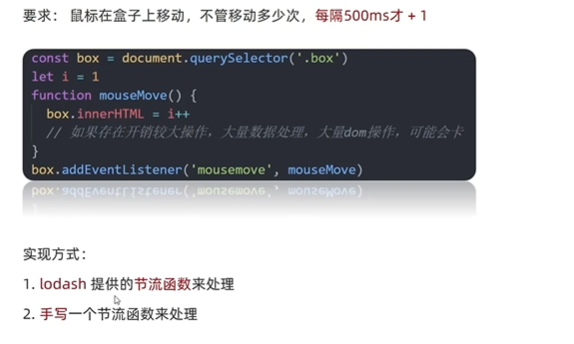 要求： 鼠标在盒子上移动，不管移动多少次，每隔500ms才 + 1
const box = document.querySelector('.box')
let i = 1
function mouseMove() {
box.innerHTML = i++
// 如果存在开销较大操作，大量数据处理，大量dom操作，可能会卡
}
box.addEventListener('mousemove', mouseMove)
实现方式：
1. lodash 提供的节流函数来处理
2. 手写一个节流函数来处理